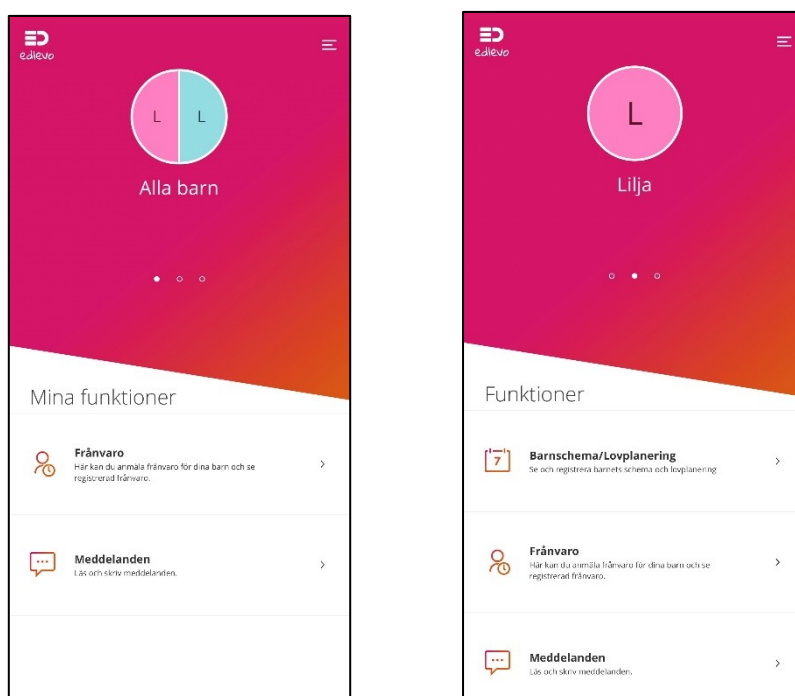 edlevo
L L
Alla barn
Mina funktioner
Frånvaro
Här kan du anmäla frånvaro för dina barn och se
registrerad frånvaro.
Meddelanden
Läs och skriv meddelanden.
edlevo
L
Lilja
Funktioner
7
Barnschema/Lovplanering
Se och registrera barnets schema och lovplanering
Frånvaro
Här kan du anmäla frånvaro för dina barn och se
registrerad frånvaro.
Meddelanden
Läs och skriv meddelanden.